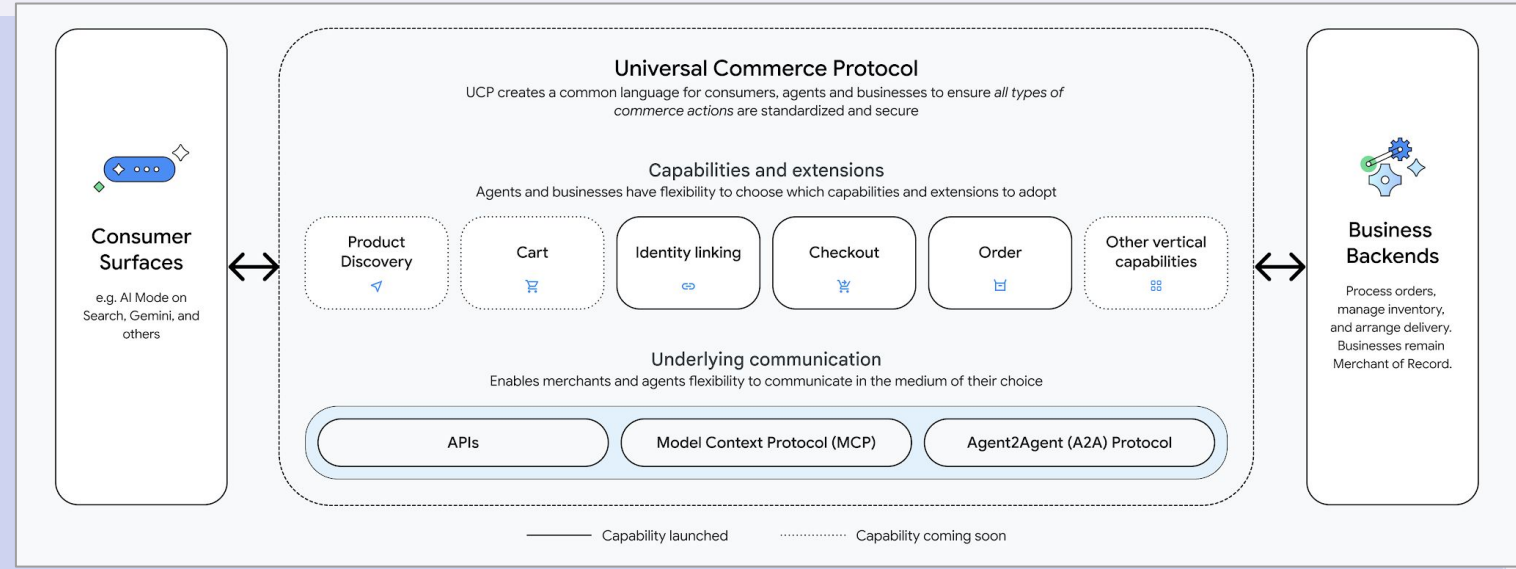 Universal Commerce Protocol
UCP creates a common language for consumers, agents and businesses to ensure all types of
commerce actions are standardized and secure
Consumer
Surfaces
e.g. AI Mode on
Search, Gemini, and
others
Capabilities and extensions
Agents and businesses have flexibility to choose which capabilities and extensions to adopt
Product
Discovery
Cart
Identity linking
Checkout
Order
Other vertical
capabilities
Underlying communication
Enables merchants and agents flexibility to communicate in the medium of their choice
APIs
Model Context Protocol (MCP)
Agent2Agent (A2A) Protocol
Business
Backends
Process orders,
manage inventory,
and arrange delivery.
Businesses remain
Merchant of Record.
Capability launched
Capability coming soon